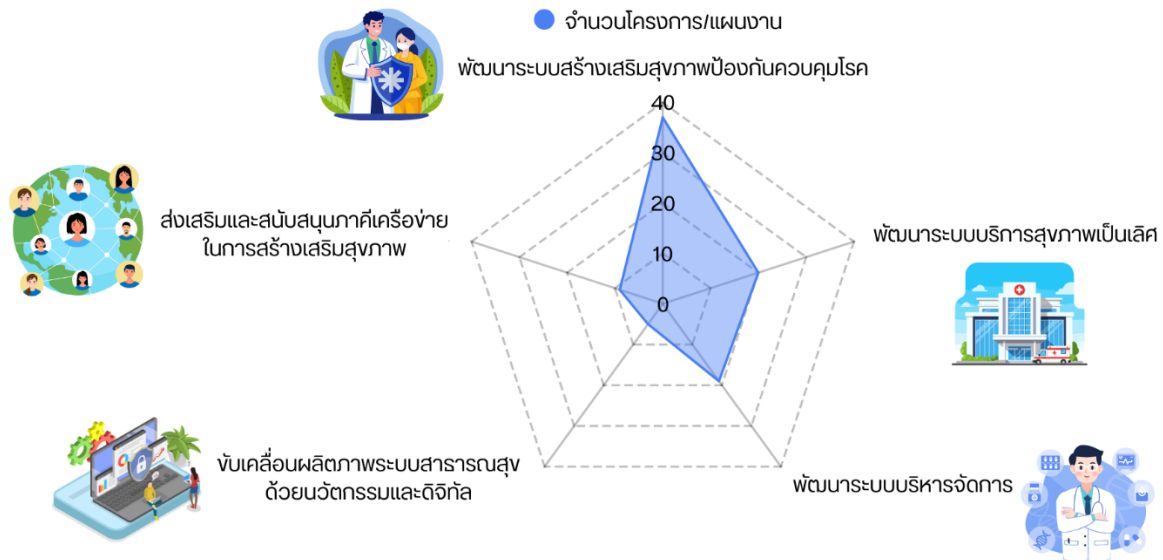 จำนวนโครงการ/แผนงาน
พัฒนาระบบสร้างเสริมสุขภาพป้องกันควบคุมโรค
40
30
20
10
0
ส่งเสริมและสนับสนุนภาคีเครือข่าย
ในการสร้างเสริมสุขภาพ
พัฒนาระบบบริการสุขภาพเป็นเลิศ
ขับเคลื่อนผลิตภาพระบบสาธารณสุข
ด้วยนวัตกรรมและดิจิทัล
พัฒนาระบบบริหารจัดการ